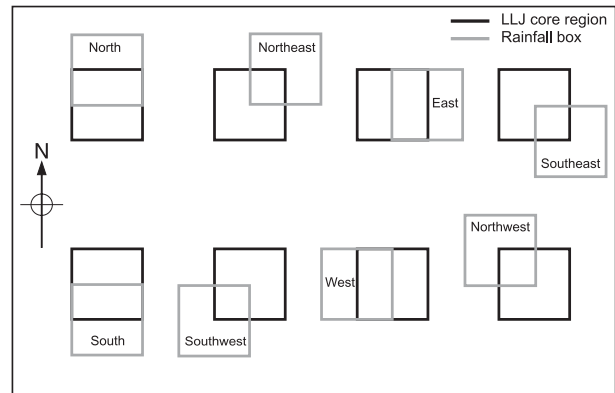 LLJ core region
Rainfall box
North
Northeast
East
Southeast
N
Northwest
West
South
Southwest